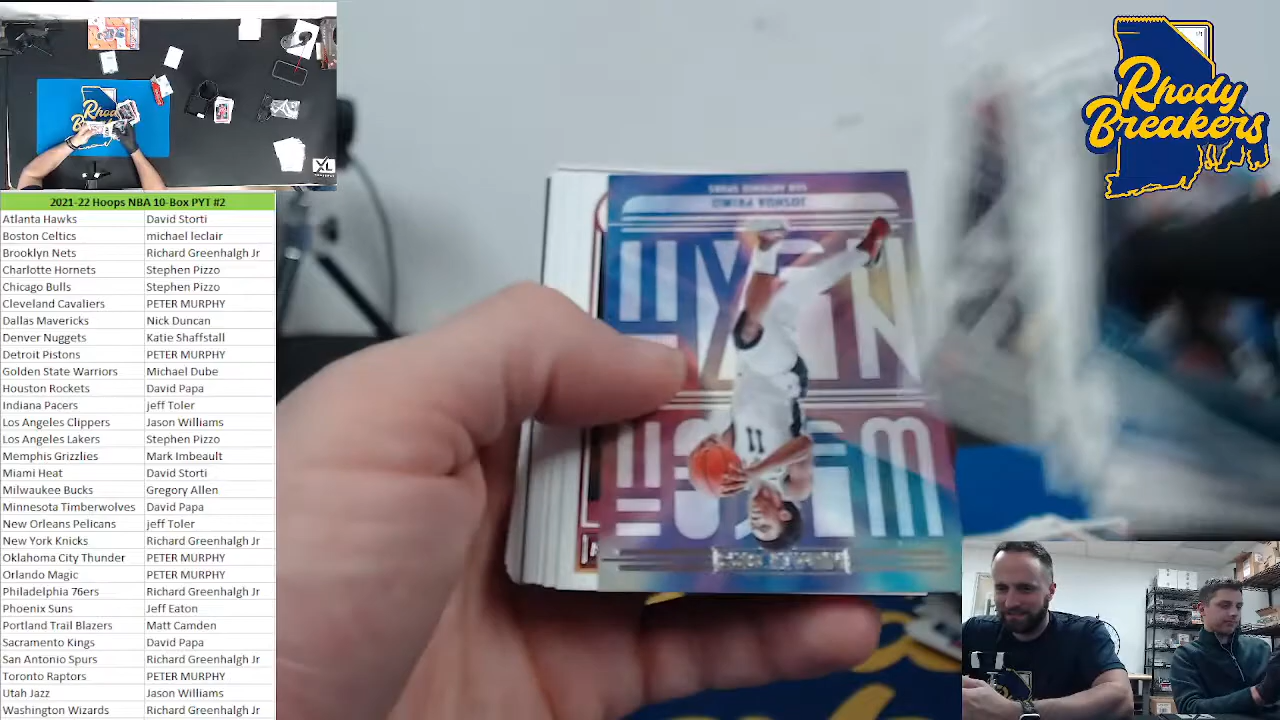 2021-22 Hoops NBA 10-Box PYT #2
Atlanta Hawks David Storti
Boston Celtics michael leclair
Brooklyn Nets Richard Greenhalgh Jr
Charlotte Hornets Stephen Pizzo
Chicago Bulls Stephen Pizzo
Cleveland Cavaliers PETER MURPHY
Dallas Mavericks Nick Duncan
Denver Nuggets Katie Shaffstall
Detroit Pistons PETER MURPHY
Golden State Warriors Michael Dube
Houston Rockets David Papa
Indiana Pacers jeff Toler
Los Angeles Clippers Jason Williams
Los Angeles Lakers Stephen Pizzo
Memphis Grizzlies Mark Imbeault
Miami Heat David Storti
Milwaukee Bucks Gregory Allen
Minnesota Timberwolves David Papa
New Orleans Pelicans jeff Toler
New York Knicks Richard Greenhalgh Jr
Oklahoma City Thunder PETER MURPHY
Orlando Magic PETER MURPHY
Philadelphia 76ers Richard Greenhalgh Jr
Phoenix Suns Jeff Eaton
Portland Trail Blazers Matt Camden
Sacramento Kings David Papa
San Antonio Spurs Richard Greenhalgh Jr
Toronto Raptors PETER MURPHY
Utah Jazz Jason Williams
Washington Wizards Richard Greenhalgh Jr
XL
JOSHUA PRIMO
SAN ANTONIO SPURS
11
Rhody
Breakers